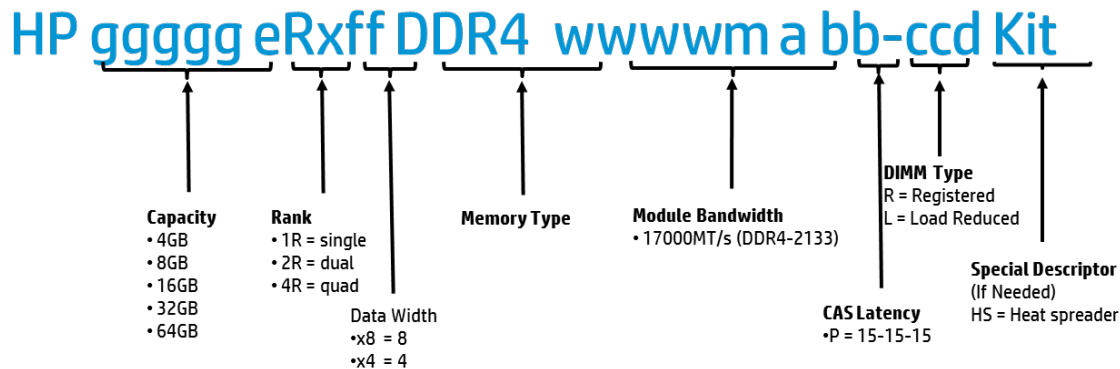 HP ggggg eRxff DDR4 wwwwm a bb-ccd Kit
Capacity
• 4GB
• 8GB
• 16GB
• 32GB
• 64GB
Rank
• 1R = single
• 2R = dual
• 4R = quad
Data Width
•x8 = 8
•x4 = 4
Memory Type
Module Bandwidth
• 17000MT/s (DDR4-2133)
CAS Latency
•P = 15-15-15
DIMM Type
R = Registered
L = Load Reduced
Special Descriptor
(If Needed)
HS = Heat spreader